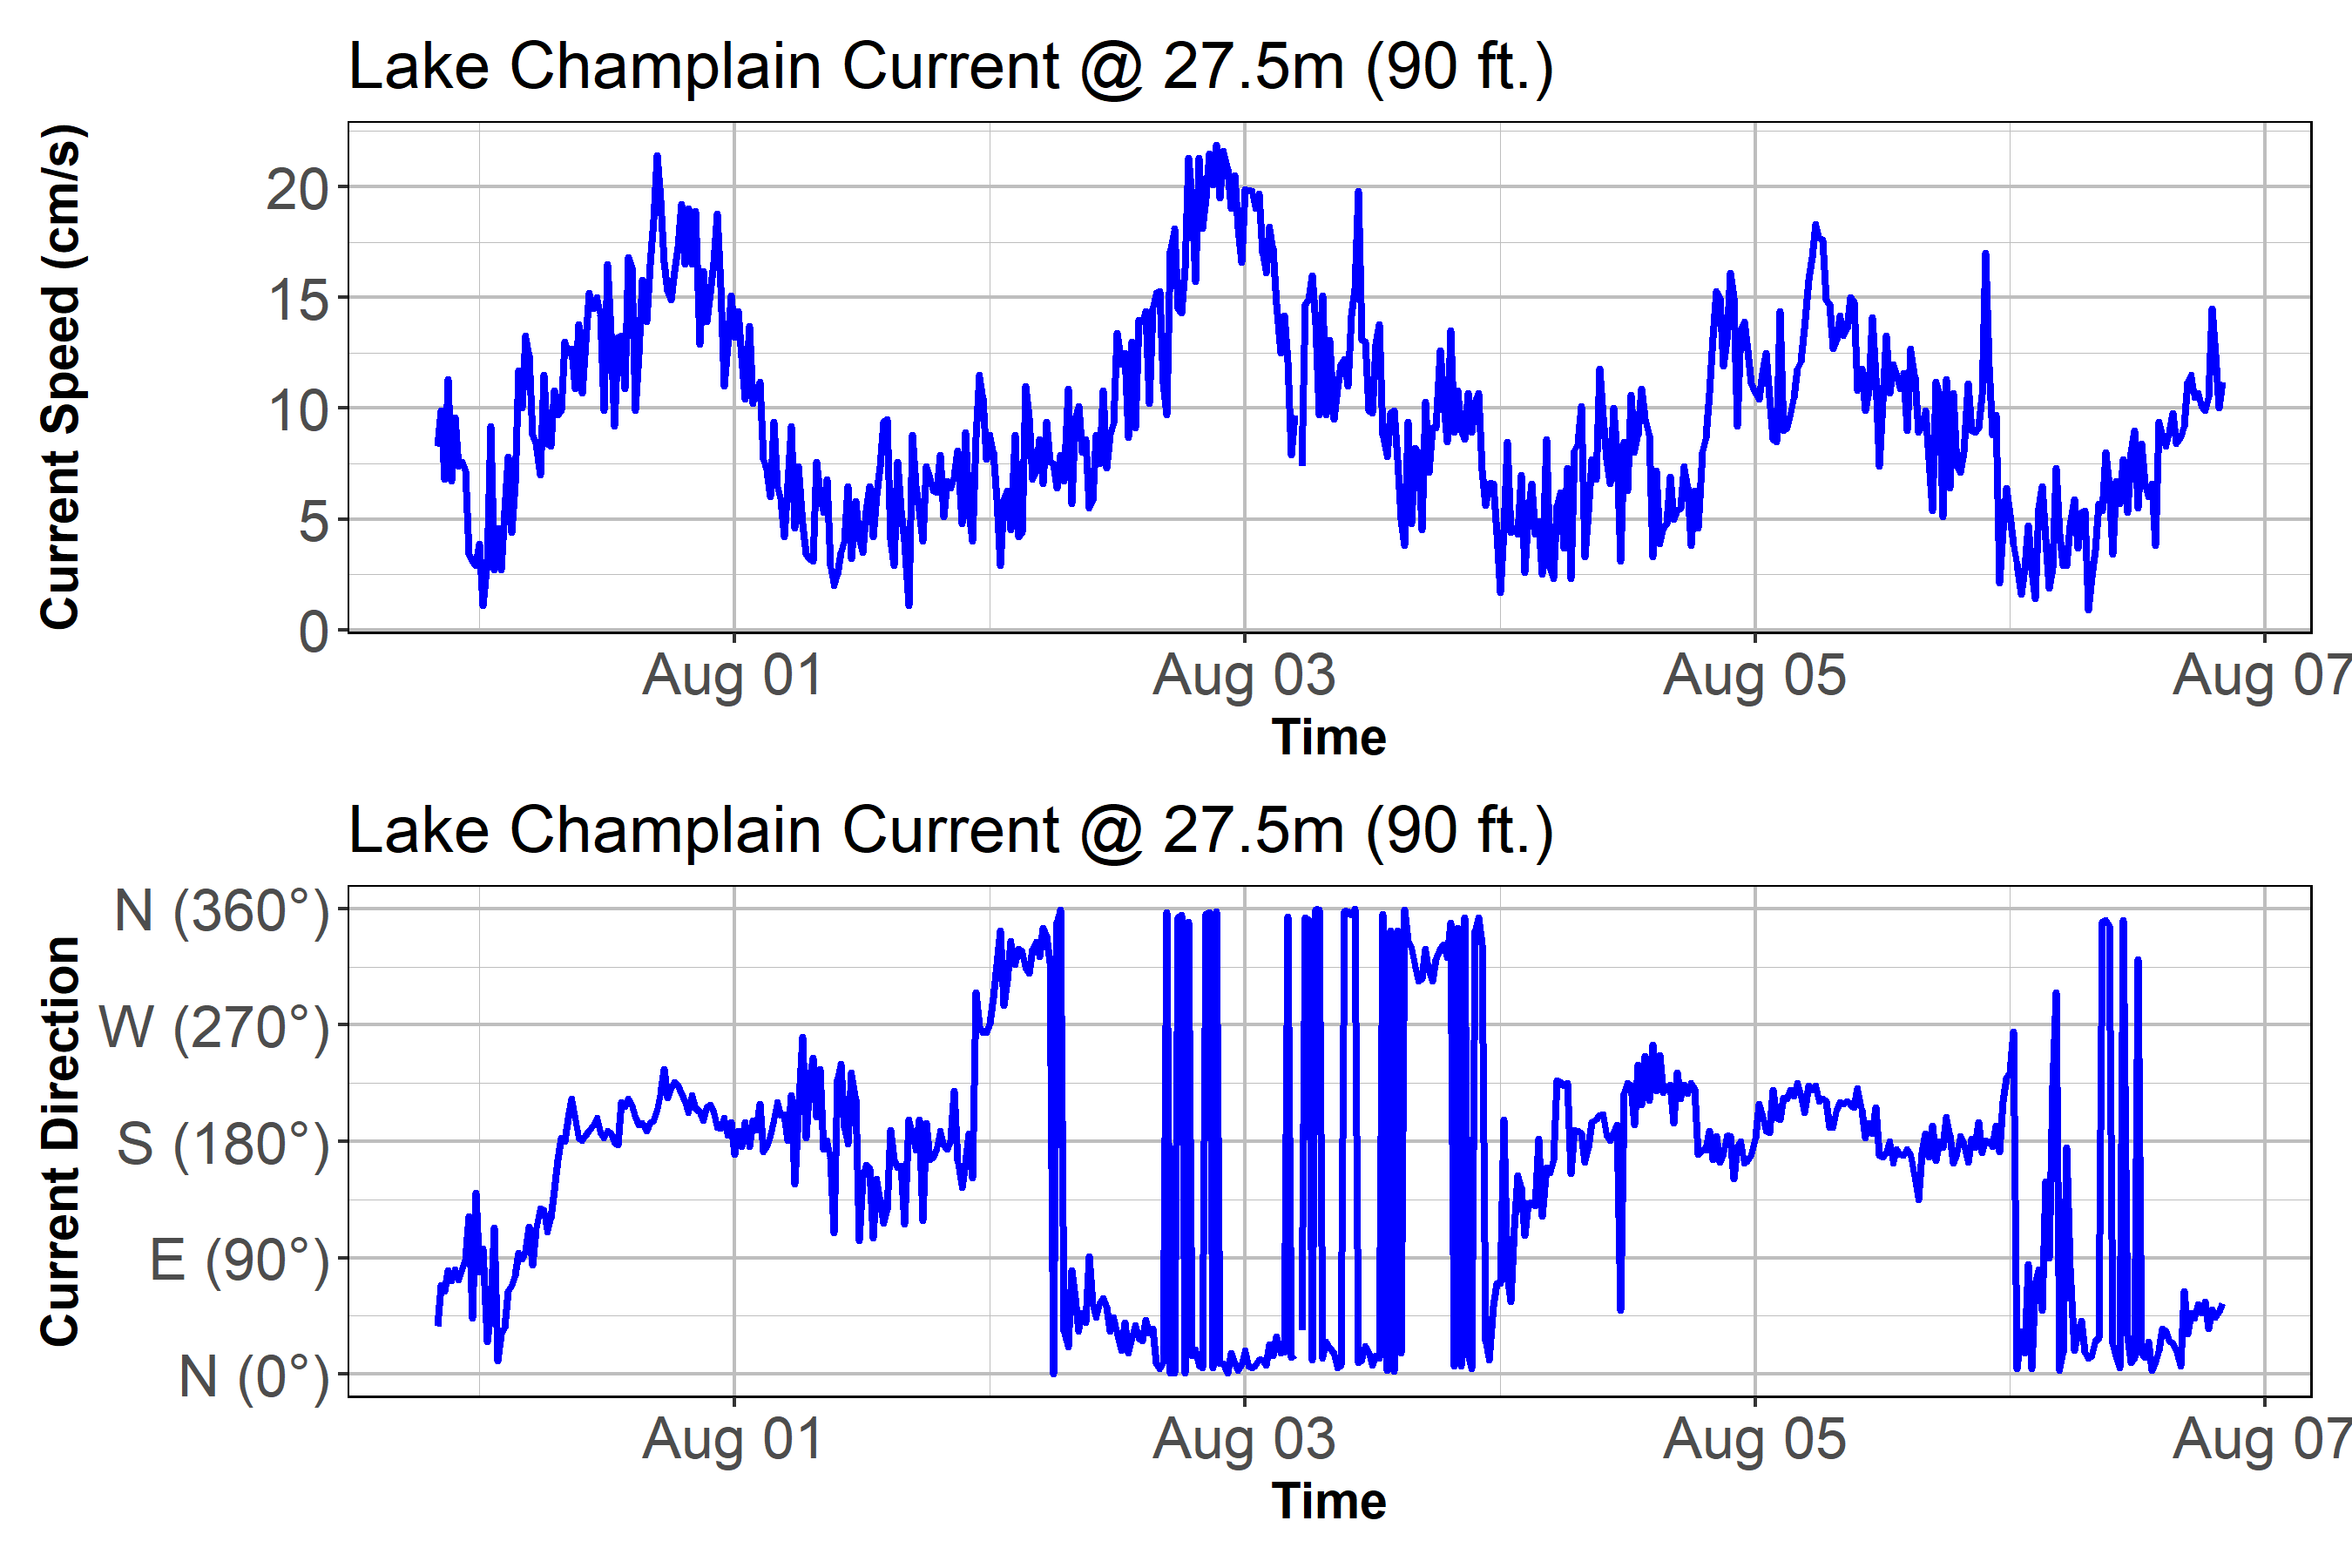 Lake Champlain Current @ 27.5m (90 ft.)
Current Speed (cm/s)
20
15
10
5
0
Aug 01 Aug 03 Aug 05 Aug 07
Time
Lake Champlain Current @ 27.5m (90 ft.)
Current Direction
N (360°)
W (270°)
S (180°)
E (90°)
N (0°)
Aug 01 Aug 03 Aug 05 Aug 07
Time